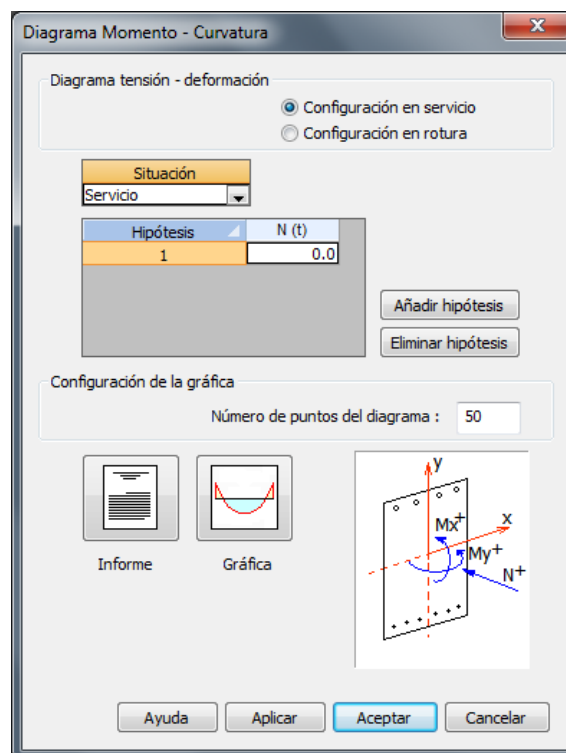 Diagrama Momento - Curvatura
Diagrama tensión - deformación
Configuración en servicio
Configuración en rotura
Situación
Servicio
Hipótesis N (t)
1 0.0
Añadir hipótesis
Eliminar hipótesis
Configuración de la gráfica
Número de puntos del diagrama : 50
Informe
Gráfica
y
x
Mx+
My+
N+
Ayuda
Aplicar
Aceptar
Cancelar